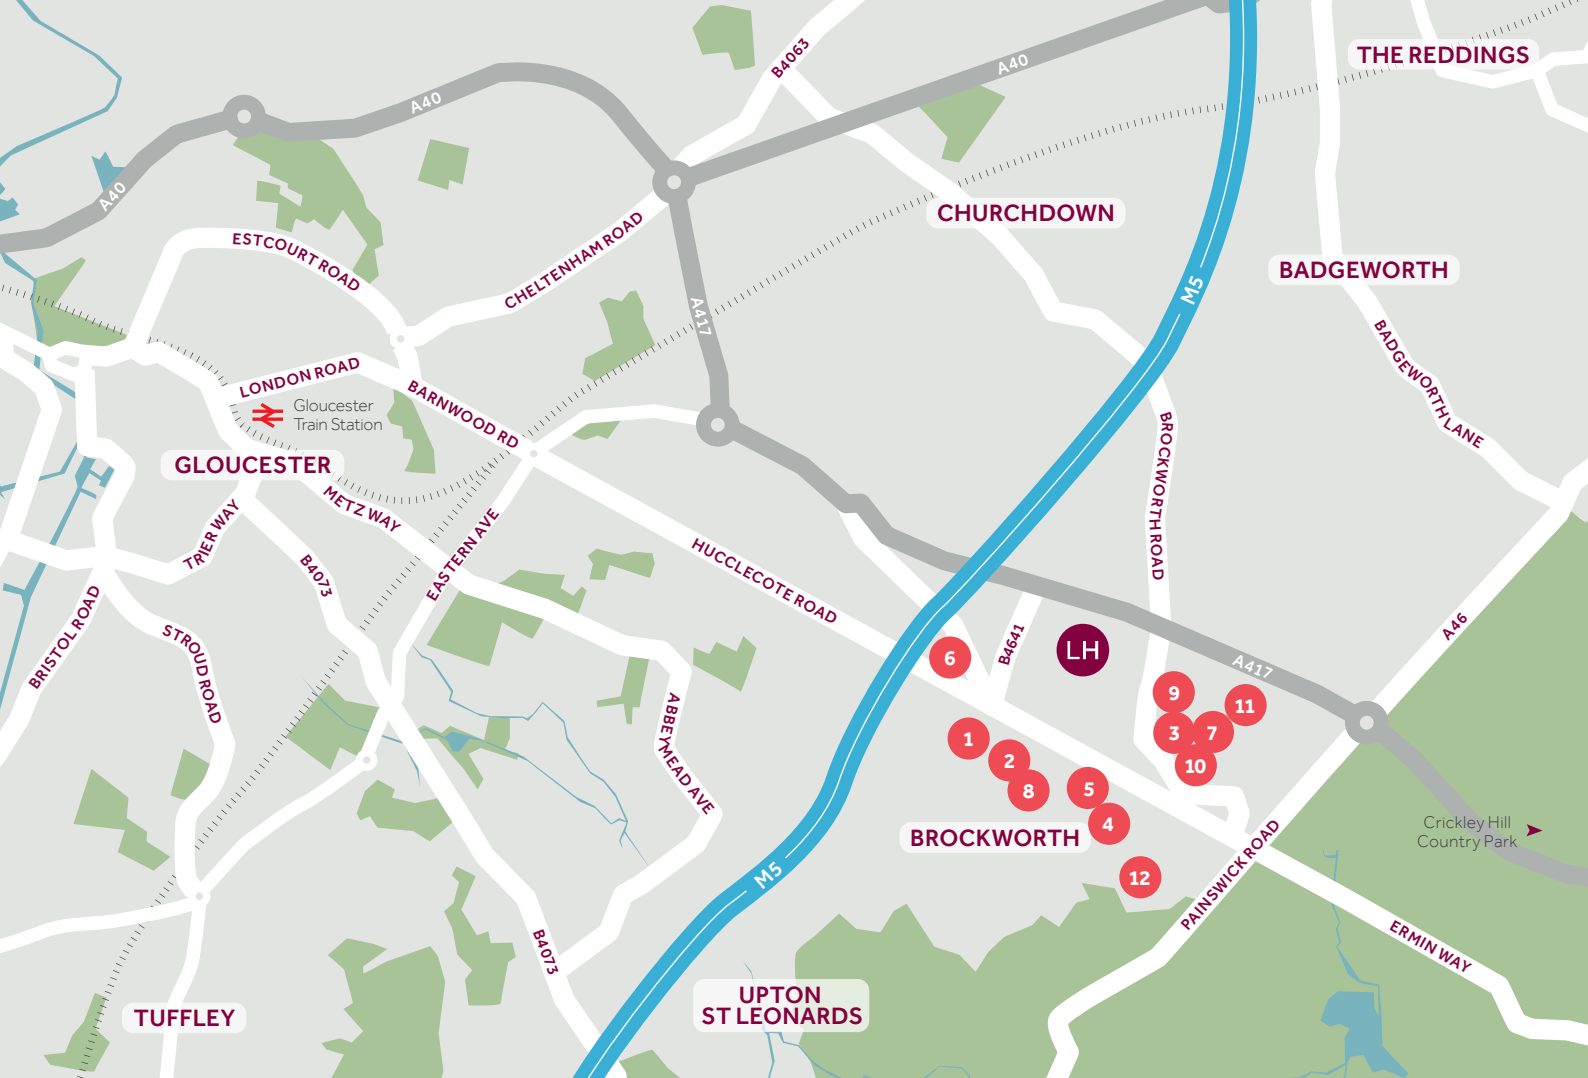 B4063
A40
THE REDDINGS
A40
A40
CHURCHDOWN
ESTCOURT ROAD
CHELTENHAM ROAD
BADGEWORTH
M5
A417
BADGEWORTH LANE
LONDON ROAD
BARNWOOD RD
Gloucester
Train Station
BROCKWORTH ROAD
GLOUCESTER
METZ WAY
TRIER WAY
EASTERN AVE
B4073
HUCCLECOTE ROAD
BRISTOL ROAD
STROUD ROAD
B4641
LH
6
A46
A417
9
11
3
7
10
1
2
8
5
4
12
ABBEYMEAD AVE
BROCKWORTH
Crickley Hill
Country Park
PAINSWICK ROAD
M5
B4073
ERMIN WAY
UPTON
ST LEONARDS
TUFFLEY